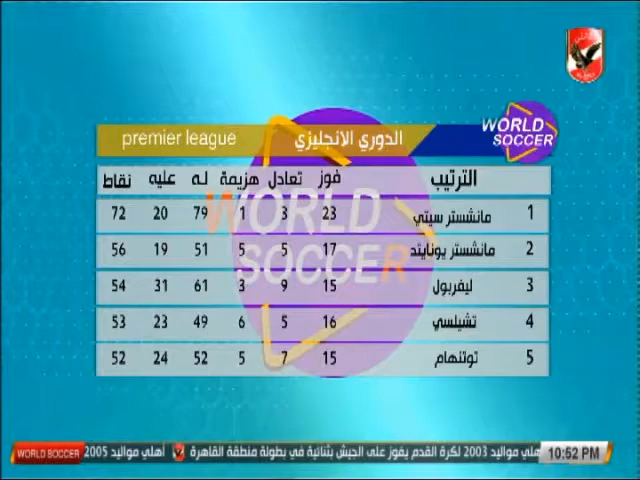 WORLD
SOCCER
الدوري الانجليزي premier league
الترتيب فوز تعادل هزيمة له عليه نقاط
1 مانشستر سيتي 23 3 1 79 20 72
2 مانشستر يونايتد 17 5 5 51 19 56
3 ليفربول 15 9 3 61 31 54
4 تشيلسي 16 5 6 49 23 53
5 توتنهام 15 7 5 52 24 52
WORLD
SOCCER
10:52 PM أهلي مواليد 2003 لكرة القدم يفوز على الجيش بثنائية في بطولة منطقة القاهرة أهلي مواليد 2005 WORLD SOCCER